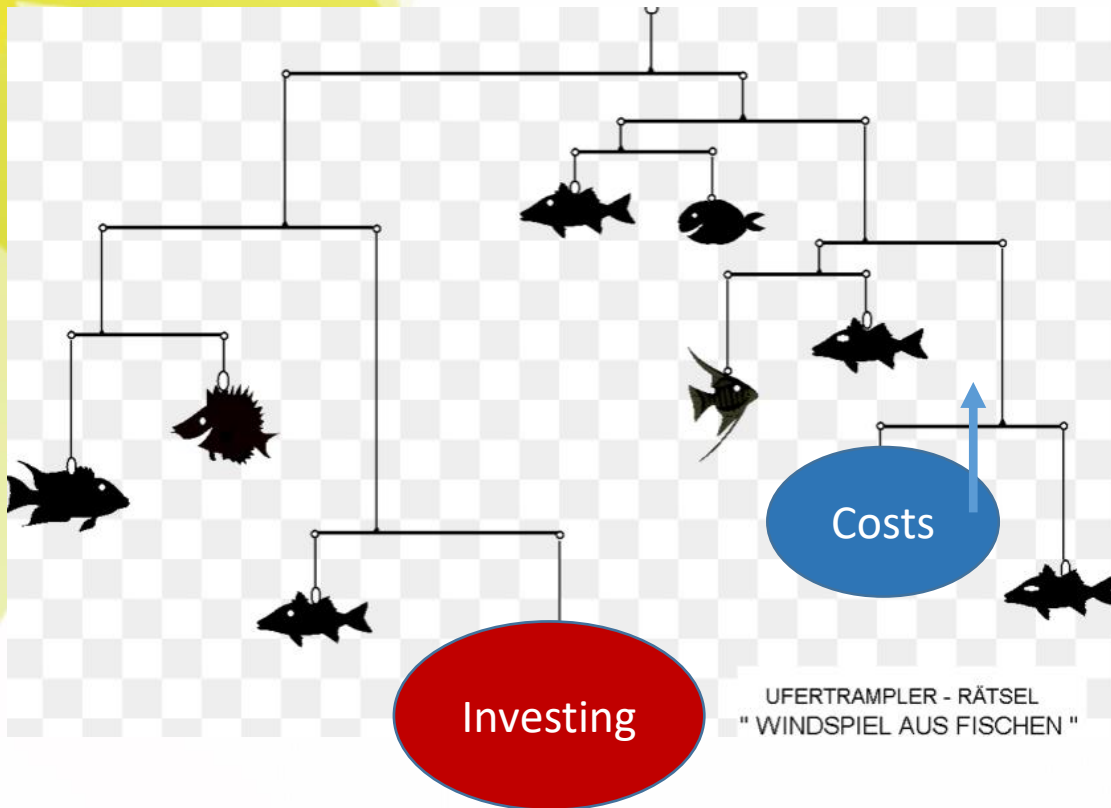 Costs
Investing
UFERTRAMPLER - RÄTSEL
" WINDSPIEL AUS FISCHEN "